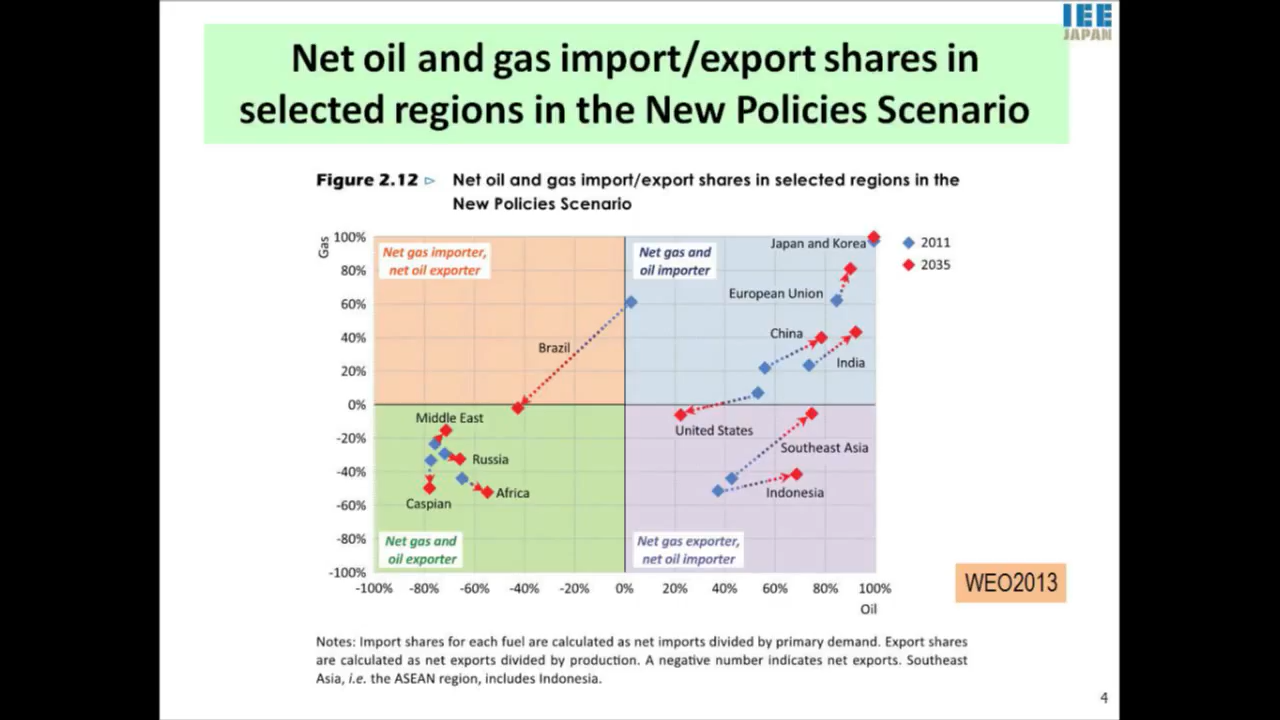 IEE
JAPAN
Net oil and gas import/export shares in
selected regions in the New Policies Scenario
Figure 2.12 ▷ Net oil and gas import/export shares in selected regions in the
New Policies Scenario
Gas
100%
80%
60%
40%
20%
0%
-20%
-40%
-60%
-80%
-100%
Net gas importer,
net oil exporter
Net gas and
oil importer
Japan and Korea
2011
2035
European Union
China
Brazil
India
Middle East
United States
Southeast Asia
Russia
Africa
Indonesia
Caspian
Net gas and
oil exporter
Net gas exporter,
net oil importer
-100% -80% -60% -40% -20% 0% 20% 40% 60% 80% 100%
Oil
WEO2013
Notes: Import shares for each fuel are calculated as net imports divided by primary demand. Export shares
are calculated as net exports divided by production. A negative number indicates net exports. Southeast
Asia, i.e. the ASEAN region, includes Indonesia.
4